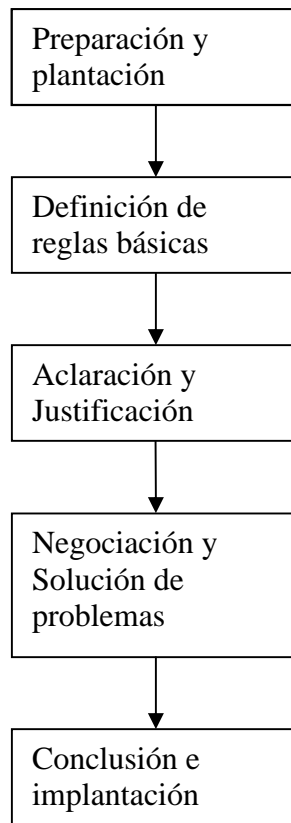 Preparación y
plantación
Definición de
reglas básicas
Aclaración y
Justificación
Negociación y
Solución de
problemas
Conclusión e
implantación